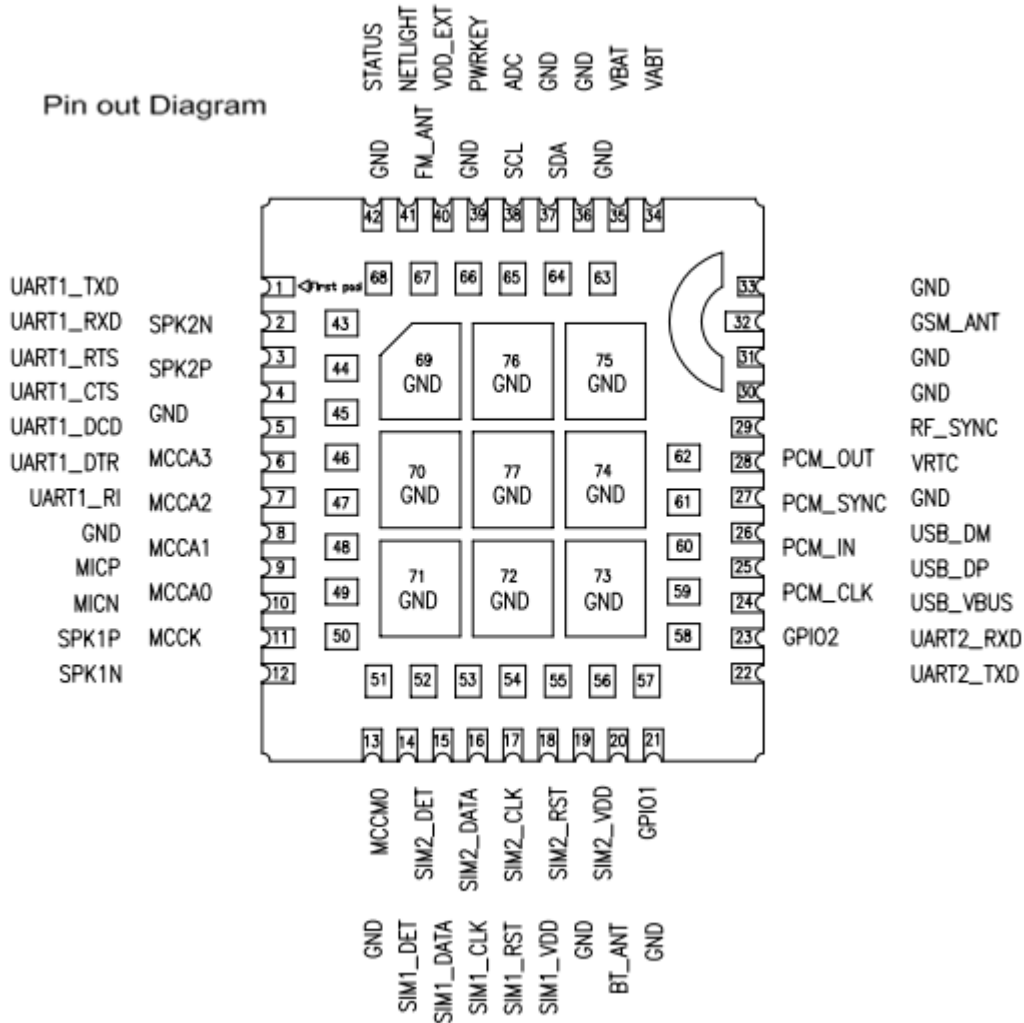 STATUS NETLIGHT VDD_EXT PWRKEY ADC GND GND VBAT VABT
Pin out Diagram
GND FM_ANT GND SCL SDA GND
42 41 40 39 38 37 36 35 34
68 67 66 65 64 63
UART1_TXD 1 First pad 33 GND
UART1_RXD SPK2N 2 43 32 GSM_ANT
UART1_RTS SPK2P 3 44 69 GND 76 GND 75 GND 31 GND
UART1_CTS 4 30 GND
UART1_DCD GND 5 45 29 RF_SYNC
UART1_DTR MCCA3 6 46 62 28 PCM_OUT VRTC
UART1_RI MCCA2 7 47 70 GND 77 GND 74 GND 61 27 PCM_SYNC GND
GND 8 26 USB_DM
MICP MCCA1 9 48 60 25 PCM_IN USB_DP
MICN MCCA0 10 49 71 GND 72 GND 73 GND 59 24 PCM_CLK USB_VBUS
SPK1P MCCK 11 50 58 23 GPIO2 UART2_RXD
SPK1N 12 22 UART2_TXD
51 52 53 54 55 56 57
13 14 15 16 17 18 19 20 21
MCCMO SIM2_DET SIM2_DATA SIM2_CLK SIM2_RST SIM2_VDD GPIO1
GND SIM1_DET SIM1_DATA SIM1_CLK SIM1_RST SIM1_VDD GND BT_ANT GND